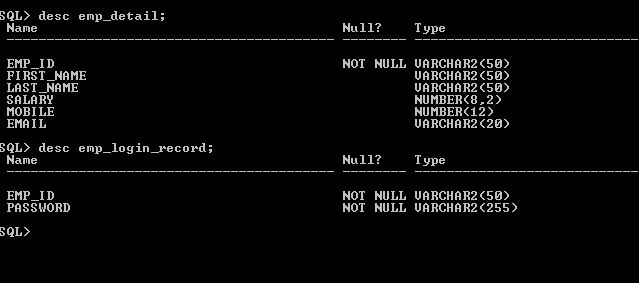 SQL> desc emp_detail;
Name Null? Type
----------------------------------------- -------- ----------------------------
EMP_ID NOT NULL VARCHAR2(50)
FIRST_NAME VARCHAR2(50)
LAST_NAME VARCHAR2(50)
SALARY NUMBER(8,2)
MOBILE NUMBER(12)
EMAIL VARCHAR2(20)
SQL> desc emp_login_record;
Name Null? Type
----------------------------------------- -------- ----------------------------
EMP_ID NOT NULL VARCHAR2(50)
PASSWORD NOT NULL VARCHAR2(255)
SQL>